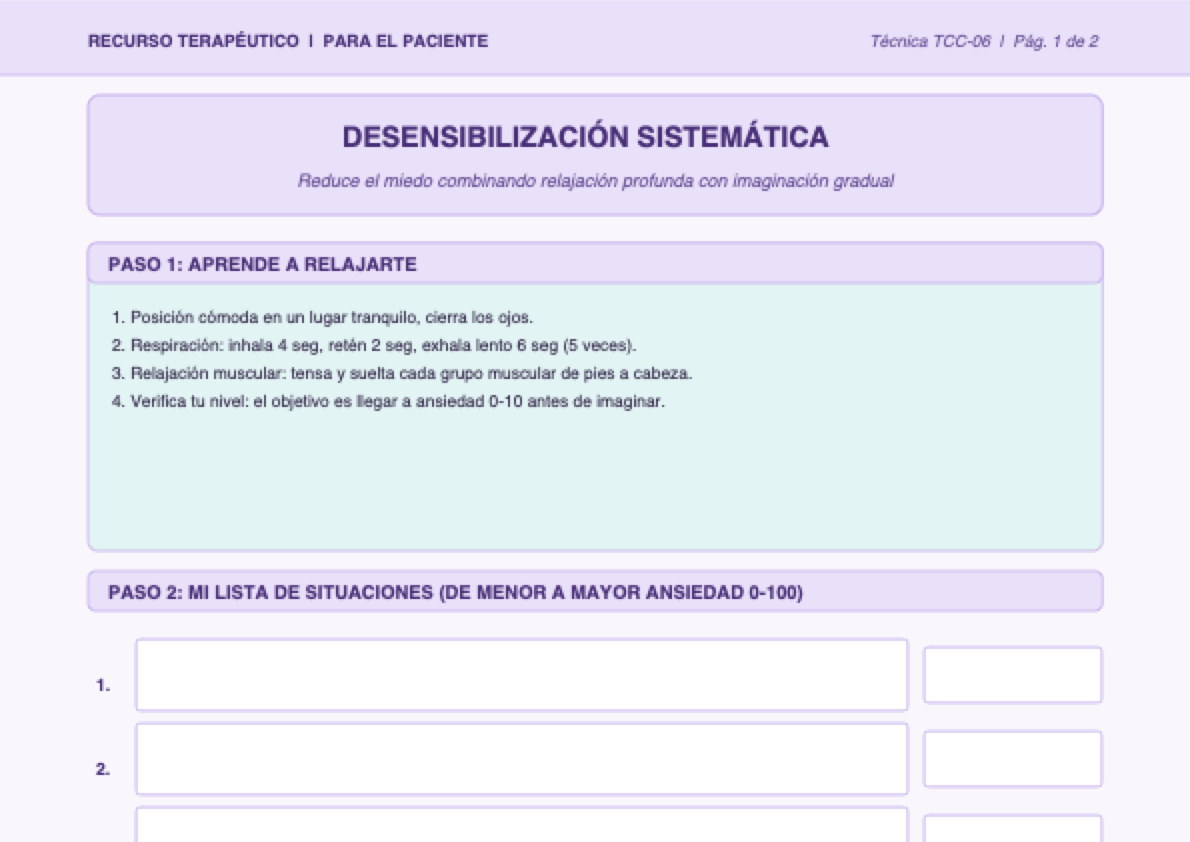 RECURSO TERAPÉUTICO | PARA EL PACIENTE
Técnica TCC-06 | Pág. 1 de 2
DESENSIBILIZACIÓN SISTEMÁTICA
Reduce el miedo combinando relajación profunda con imaginación gradual
PASO 1: APRENDE A RELAJARTE
1. Posición cómoda en un lugar tranquilo, cierra los ojos.
2. Respiración: inhala 4 seg, retén 2 seg, exhala lento 6 seg (5 veces).
3. Relajación muscular: tensa y suelta cada grupo muscular de pies a cabeza.
4. Verifica tu nivel: el objetivo es llegar a ansiedad 0-10 antes de imaginar.
PASO 2: MI LISTA DE SITUACIONES (DE MENOR A MAYOR ANSIEDAD 0-100)
1.
2.